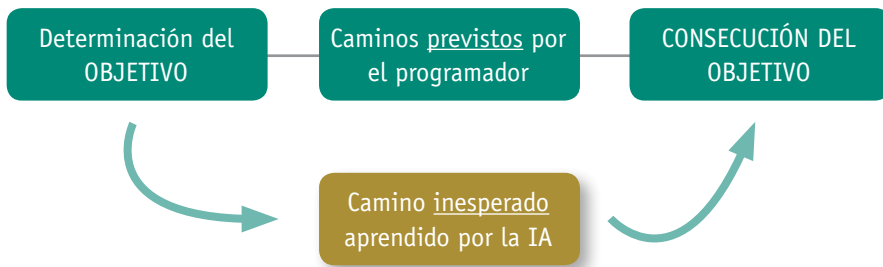 Determinación del
OBJETIVO
Caminos previstos por
el programador
CONSECUCIÓN DEL
OBJETIVO
Camino inesperado
aprendido por la IA